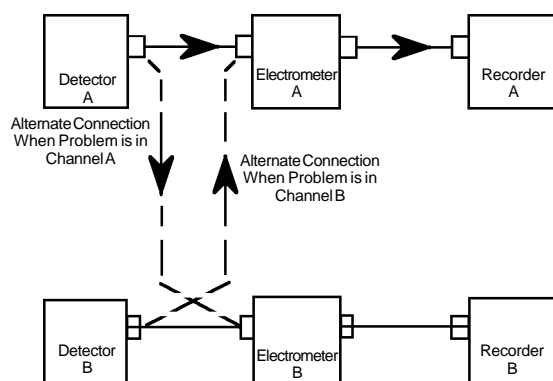 Detector
A
Electrometer
A
Recorder
A
Alternate Connection
When Problem is in
Channel A
Alternate Connection
When Problem is in
Channel B
Detector
B
Electrometer
B
Recorder
B